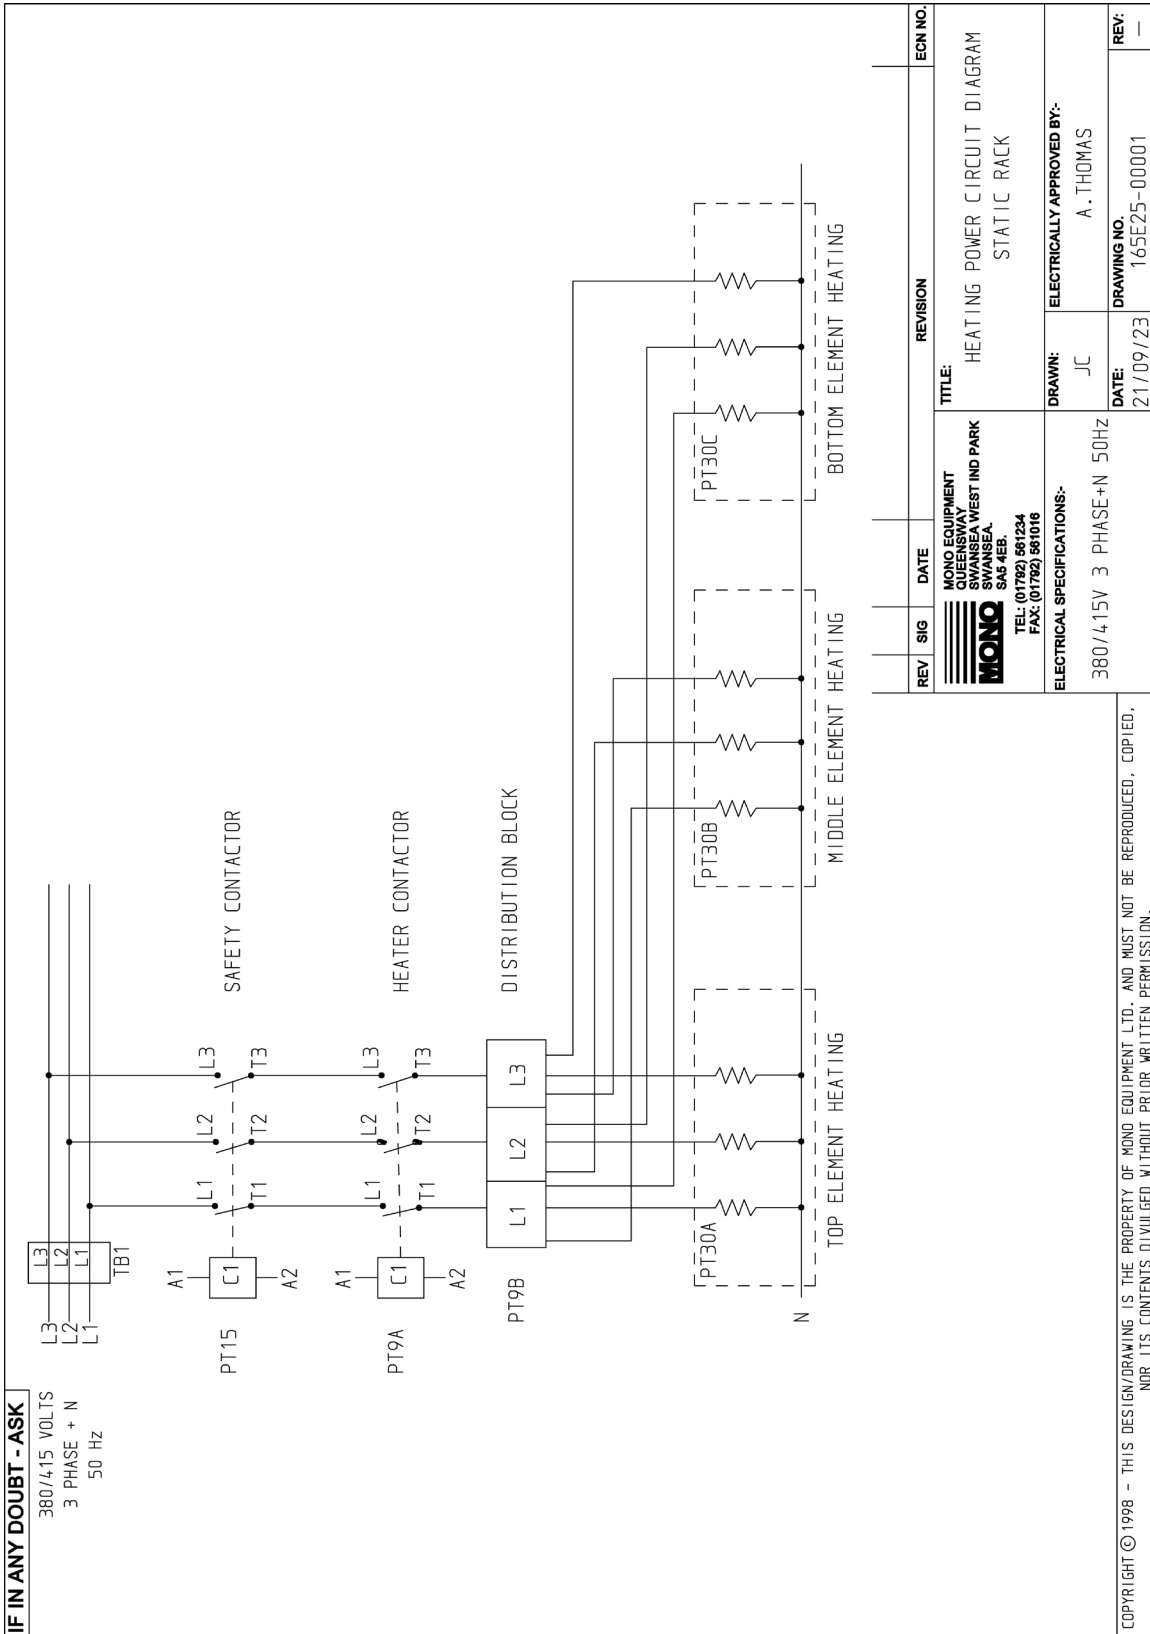 IF IN ANY DOUBT - ASK
380/415 VOLTS
3 PHASE + N
50 Hz
L3
L2
L1
L3
L2
L1
TB1
A1
C1
A2
PT15
L1
L2
L3
T1
T2
T3
SAFETY CONTACTOR
A1
C1
A2
PT9A
L1
L2
L3
T1
T2
T3
HEATER CONTACTOR
PT9B
L1
L2
L3
DISTRIBUTION BLOCK
PT30A
PT30B
PT30C
N
TOP ELEMENT HEATING
MIDDLE ELEMENT HEATING
BOTTOM ELEMENT HEATING
REV
SIG
DATE
REVISION
ECN NO.
MONO
MONO EQUIPMENT
QUEENSWAY
SWANSEA WEST IND PARK
SWANSEA.
SA5 4EB.
TEL: (01792) 561234
FAX: (01792) 561016
TITLE:
HEATING POWER CIRCUIT DIAGRAM
STATIC RACK
ELECTRICAL SPECIFICATIONS:-
380/415V 3 PHASE+N 50HZ
DRAWN:
JC
ELECTRICALLY APPROVED BY:-
A.THOMAS
DATE:
21/09/23
DRAWING NO.
165E25-00001
REV:
—
COPYRIGHT © 1998 - THIS DESIGN/DRAWING IS THE PROPERTY OF MONO EQUIPMENT LTD. AND MUST NOT BE REPRODUCED, COPIED,
NOR ITS CONTENTS DIVULGED WITHOUT PRIOR WRITTEN PERMISSION.